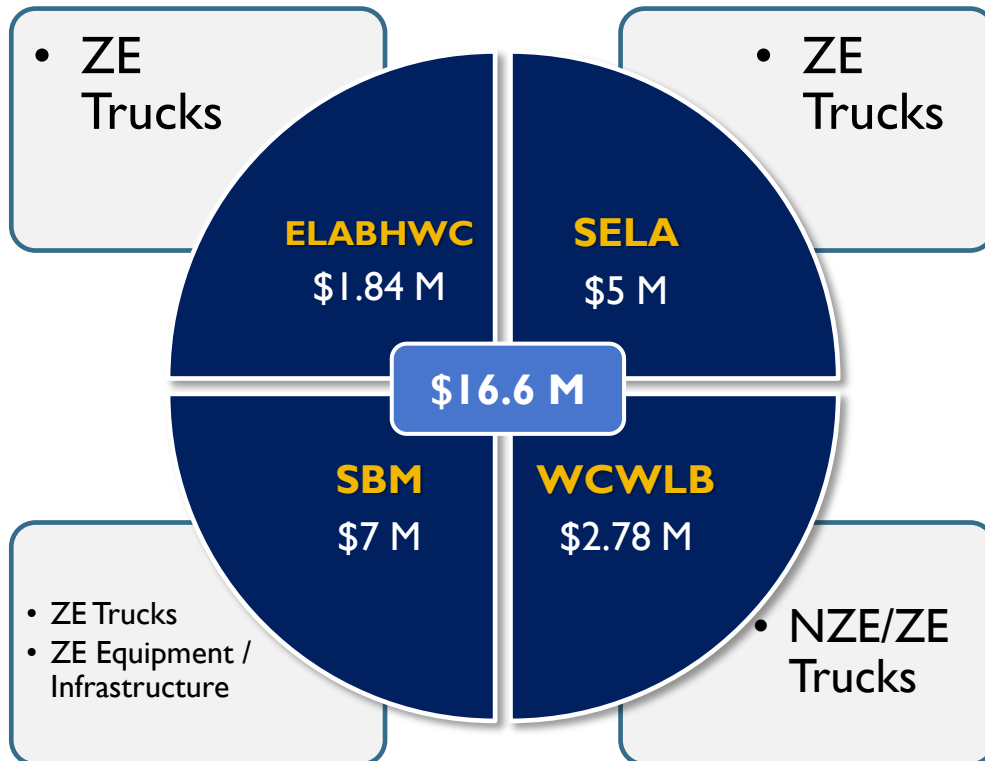 • ZE
Trucks
• ZE
Trucks
ELABHWC
$1.84 M
SELA
$5 M
$16.6 M
SBM
$7 M
WCWLB
$2.78 M
• ZE Trucks
• ZE Equipment /
Infrastructure
• NZE/ZE
Trucks